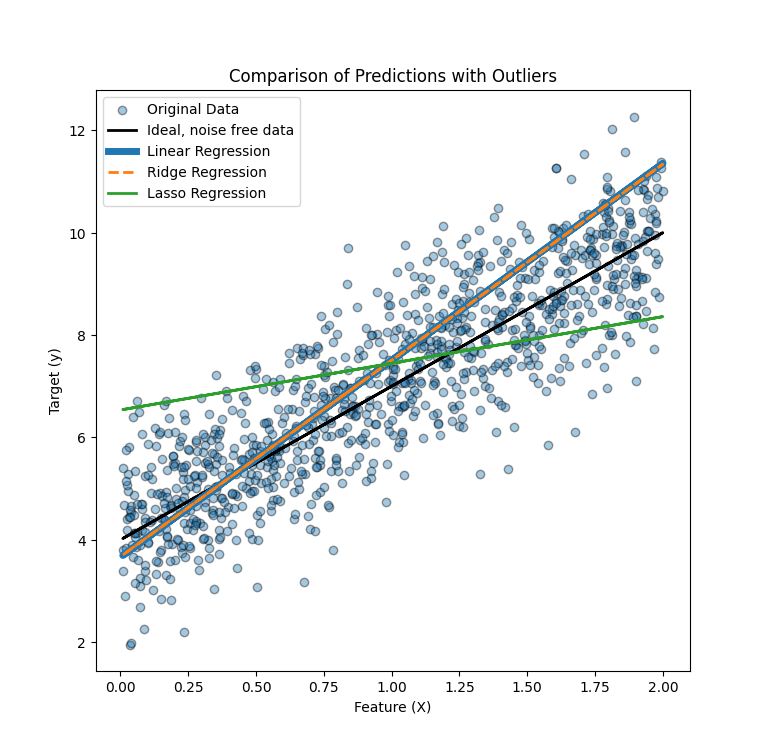 Comparison of Predictions with Outliers
Original Data
Ideal, noise free data
Linear Regression
Ridge Regression
Lasso Regression
12
10
8
6
4
2
Target (y)
0.00 0.25 0.50 0.75 1.00 1.25 1.50 1.75 2.00
Feature (X)